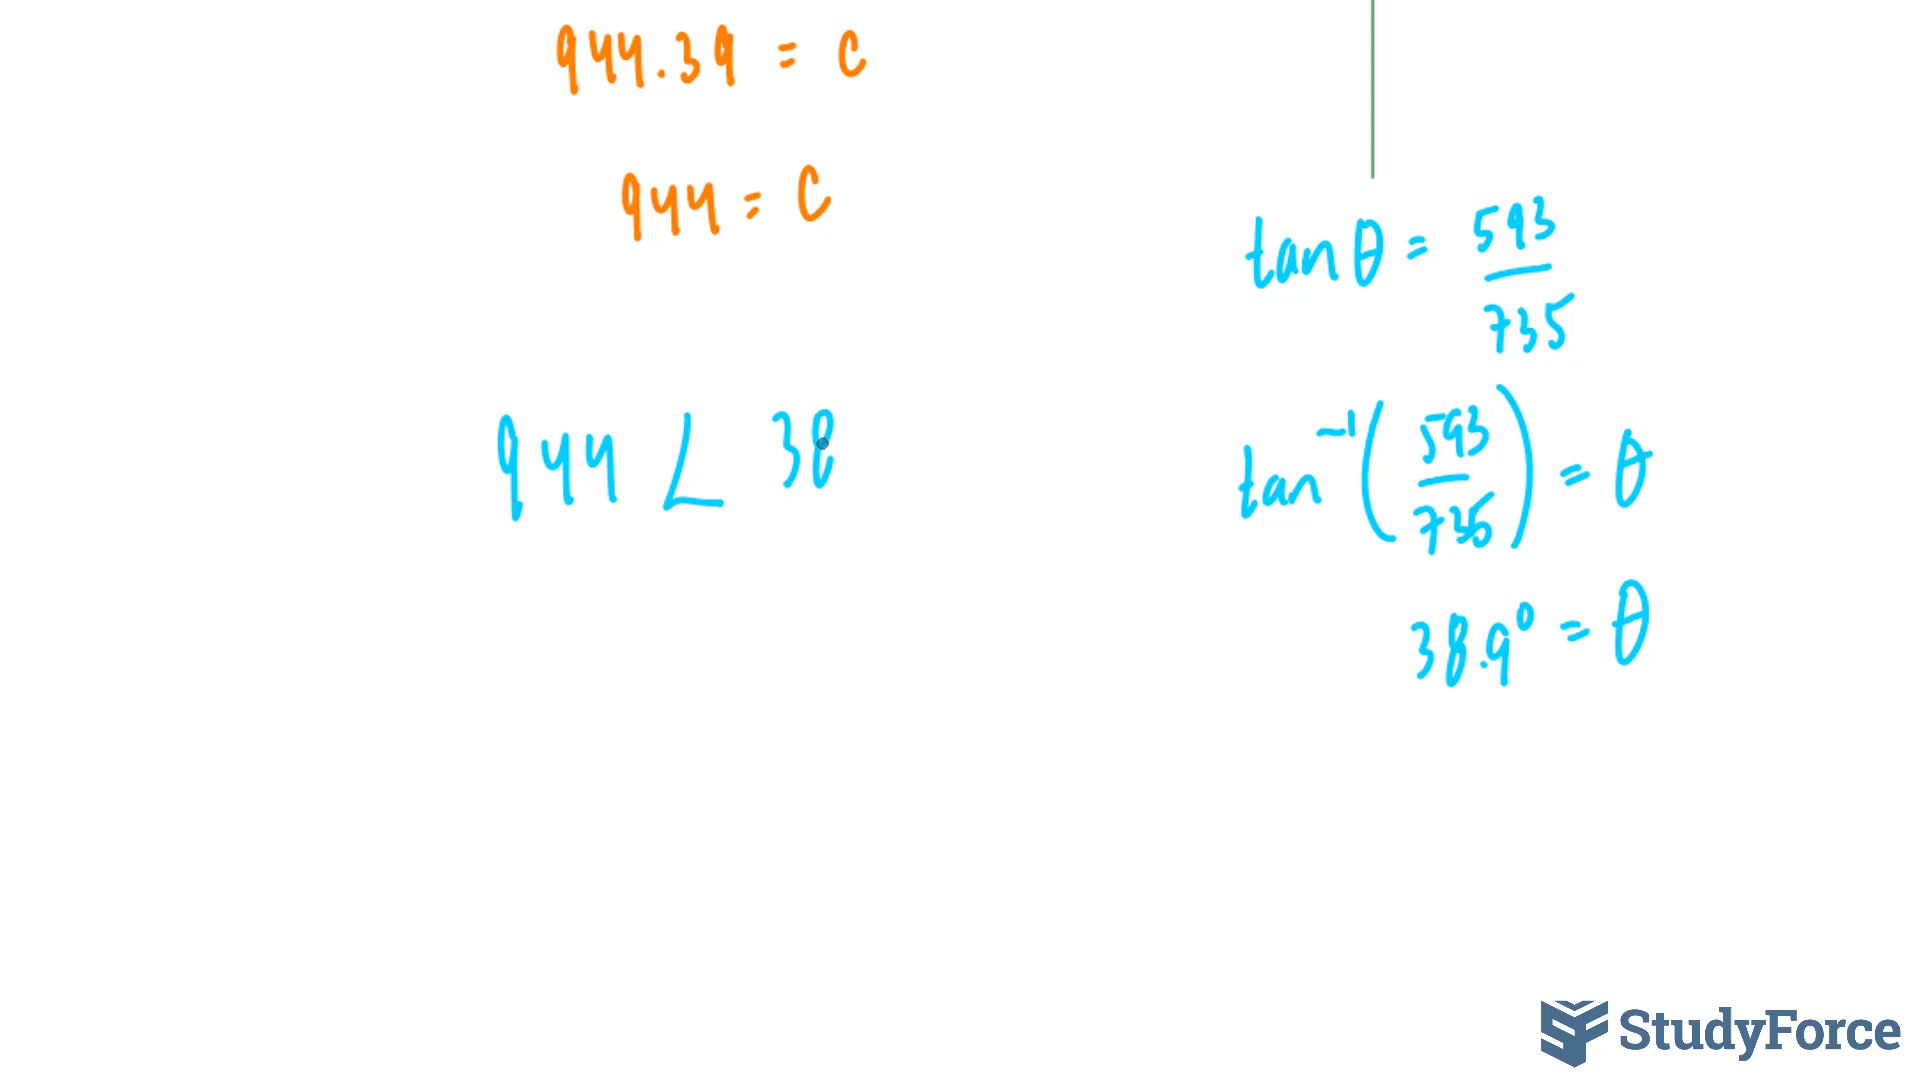 944.39 = c
944 = c
tan θ = 593/735
944 ∠ 38
tan⁻¹(593/735) = θ
38.9° = θ
StudyForce